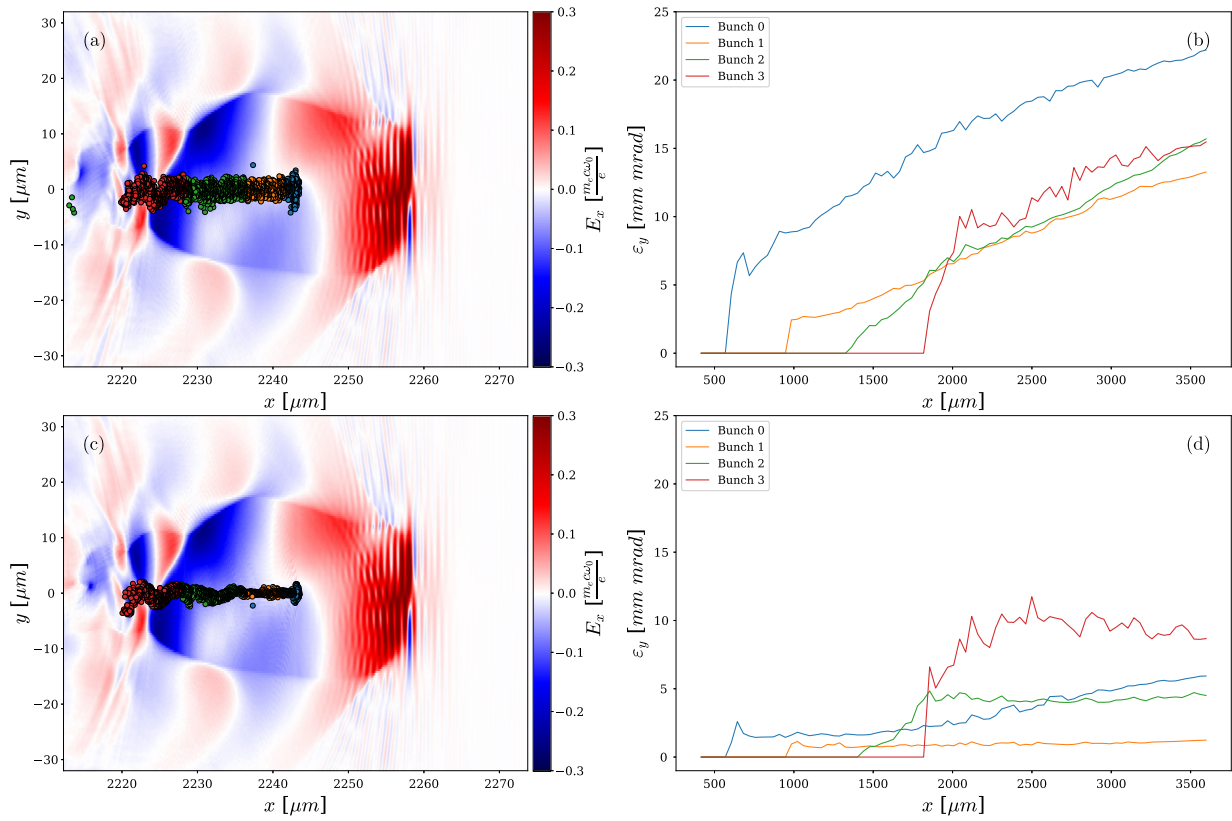 (a)
30
20
10
0
−10
−20
−30
y [μm]
2220 2230 2240 2250 2260 2270
x [μm]
0.3
0.2
0.1
0.0
−0.1
−0.2
−0.3
E_x [m_e c ω_0 / e]
(b)
Bunch 0
Bunch 1
Bunch 2
Bunch 3
25
20
15
10
5
0
ε_y [mm mrad]
500 1000 1500 2000 2500 3000 3500
x [μm]
(c)
30
20
10
0
−10
−20
−30
y [μm]
2220 2230 2240 2250 2260 2270
x [μm]
0.3
0.2
0.1
0.0
−0.1
−0.2
−0.3
E_x [m_e c ω_0 / e]
(d)
Bunch 0
Bunch 1
Bunch 2
Bunch 3
25
20
15
10
5
0
ε_y [mm mrad]
500 1000 1500 2000 2500 3000 3500
x [μm]